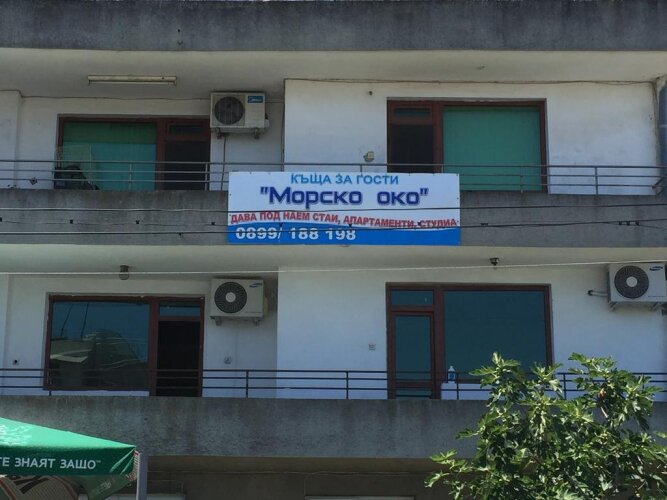 КЪЩА ЗА ГОСТИ
"МОРСКО ОКО"
ДАВА ПОД НАЕМ СТАИ, АПАРТАМЕНТИ, СТУДИА
0899/ 188 198
ТЕ ЗНАЯТ ЗАЩО